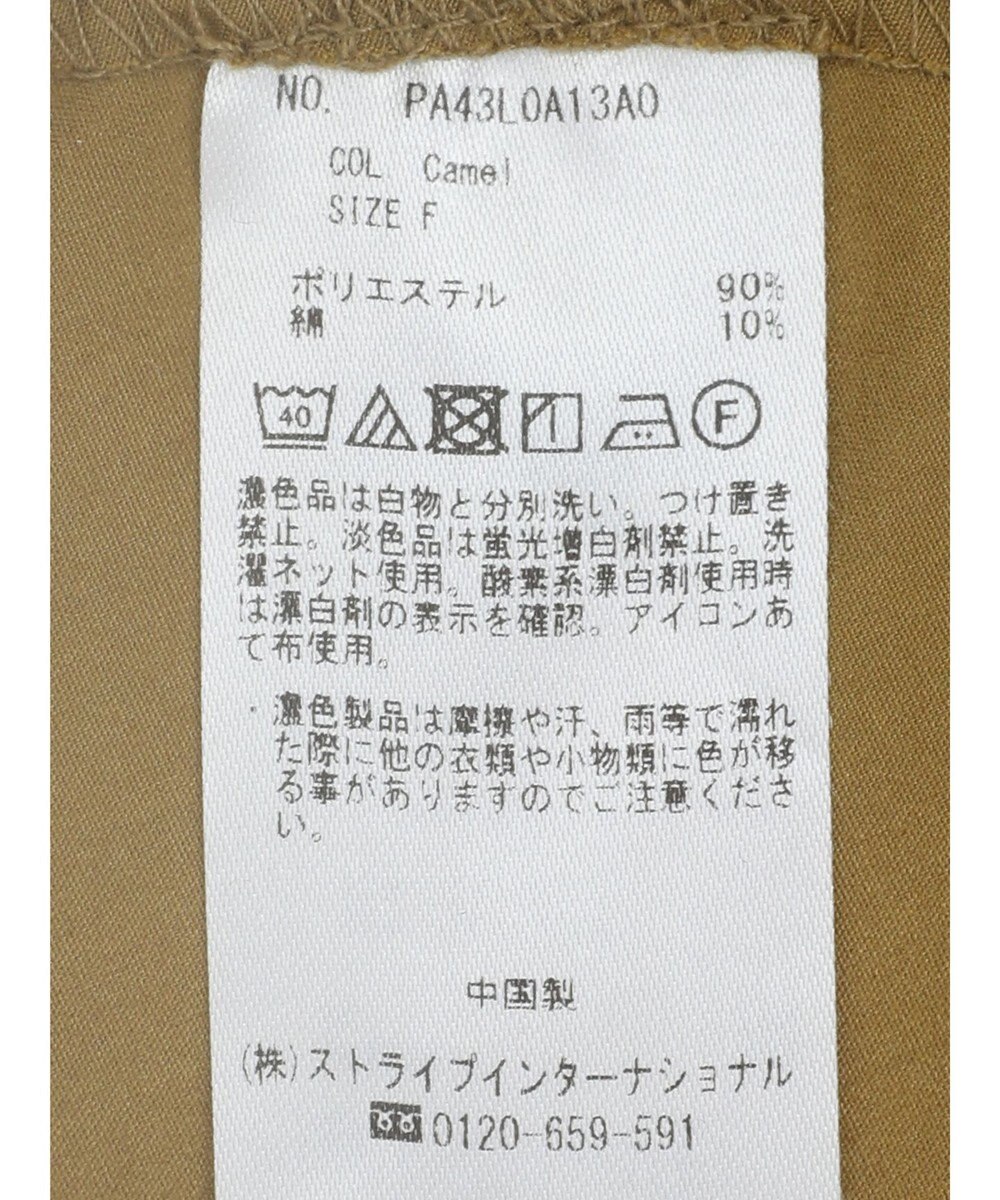 NO. PA43L0A13A0
COL Camel
SIZE F
ポリエステル 90%
綿 10%
40 F
濃色品は白物と分別洗い。つけ置き
禁止。淡色品は蛍光増白剤禁止。洗
濯ネット使用。酸素系漂白剤使用時
は漂白剤の表示を確認。アイロンあ
て布使用。
・濃色製品は摩擦や汗、雨等で濡れ
た際に他の衣類や小物類に色が移
る事がありますのでご注意くださ
い。
中国製
(株)ストライプインターナショナル
0120-659-591